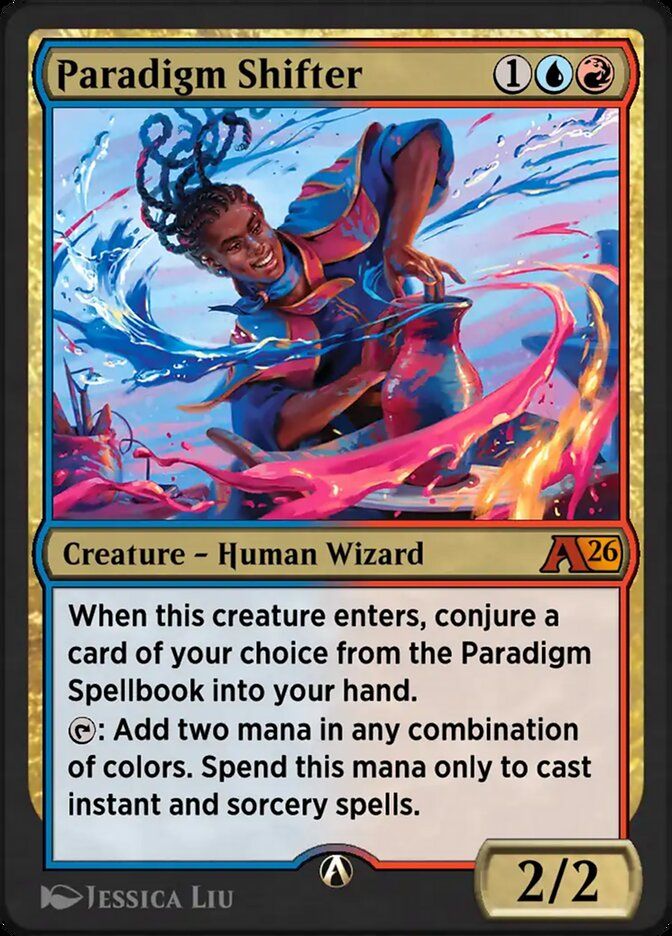 Paradigm Shifter 1
Creature – Human Wizard A26
When this creature enters, conjure a
card of your choice from the Paradigm
Spellbook into your hand.
: Add two mana in any combination
of colors. Spend this mana only to cast
instant and sorcery spells.
2/2
Jessica Liu